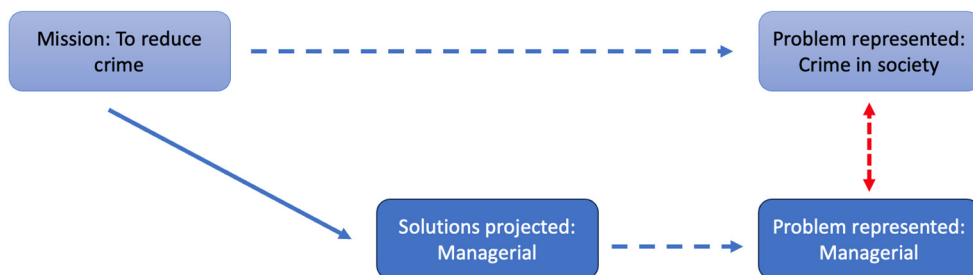 Mission: To reduce
crime
Problem represented:
Crime in society
Solutions projected:
Managerial
Problem represented:
Managerial